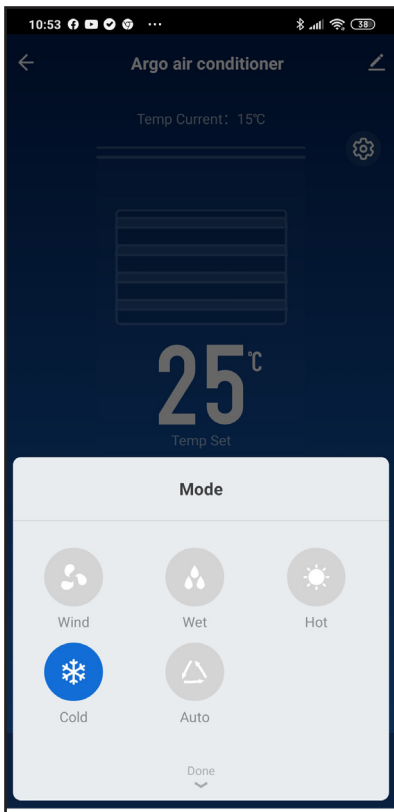 10:53 ... 38
Argo air conditioner
Temp Current: 15℃
25℃
Temp Set
Mode
Wind Wet Hot
Cold Auto
Done